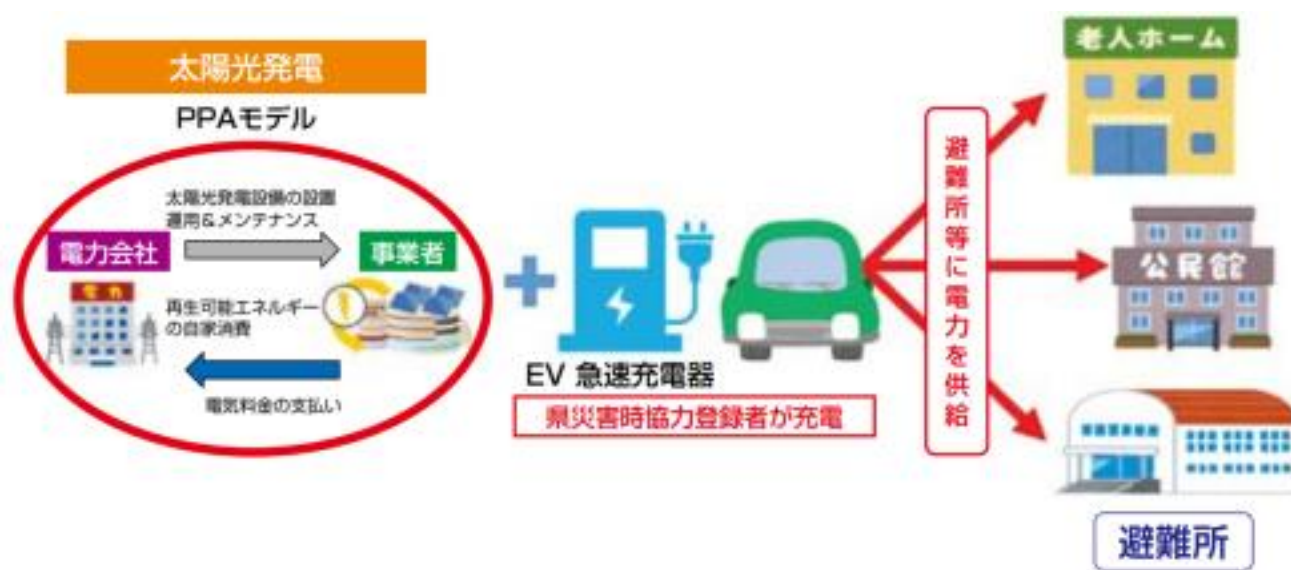 太陽光発電
PPAモデル
太陽光発電設備の設置
運用&メンテナンス
電力会社
事業者
電力
再生可能エネルギー
の自家消費
電気料金の支払い
EV 急速充電器
県災害時協力登録者が充電
避難所等に電力を供給
老人ホーム
公民館
避難所